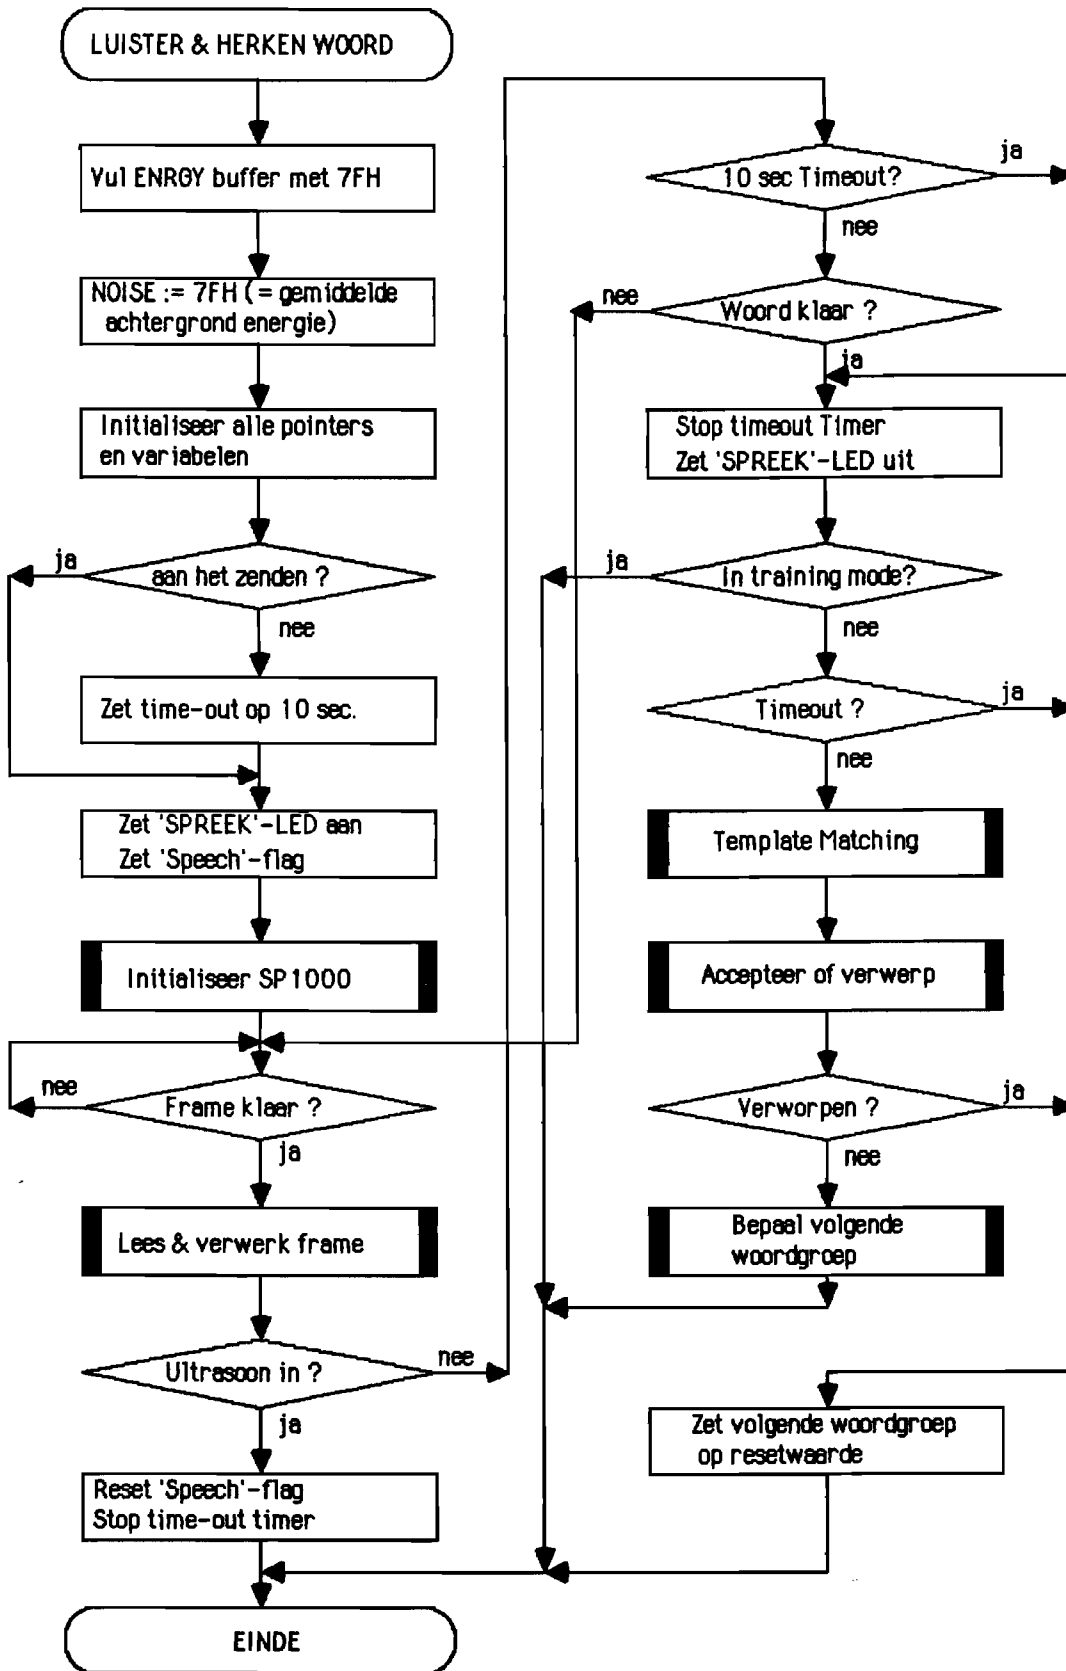 LUISTER & HERKEN WOORD
Vul ENRGY buffer met 7FH
NOISE := 7FH (= gemiddelde
achtergrond energie)
Initialiseer alle pointers
en variabelen
ja
aan het zenden ?
nee
Zet time-out op 10 sec.
Zet 'SPREEK'-LED aan
Zet 'Speech'-flag
Initialiseer SP1000
nee
Frame klaar ?
ja
Lees & verwerk frame
Ultrasoon in ?
nee
ja
Reset 'Speech'-flag
Stop time-out timer
EINDE
10 sec Timeout?
ja
nee
nee
Woord klaar ?
ja
Stop timeout Timer
Zet 'SPREEK'-LED uit
ja
In training mode?
nee
Timeout ?
ja
nee
Template Matching
Accepteer of verwerp
Verworpen ?
ja
nee
Bepaal volgende
woordgroep
Zet volgende woordgroep
op resetwaarde